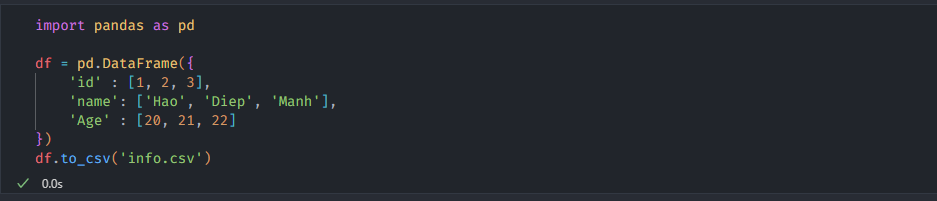 import pandas as pd
df = pd.DataFrame({
'id' : [1, 2, 3],
'name': ['Hao', 'Diep', 'Manh'],
'Age' : [20, 21, 22]
})
df.to_csv('info.csv')
0.0s